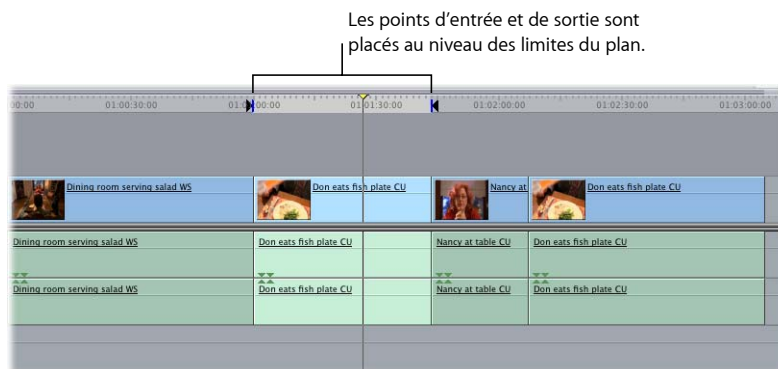 Les points d’entrée et de sortie sont
placés au niveau des limites du plan.
00:00 01:00:30:00 01:0 00:00 01:01:30:00 01:02:00:00 01:02:30:00 01:03:00:00
Dining room serving salad WS Don eats fish plate CU Nancy at Don eats fish plate CU
Dining room serving salad WS Don eats fish plate CU Nancy at table CU Don eats fish plate CU
Dining room serving salad WS Don eats fish plate CU Nancy at table CU Don eats fish plate CU